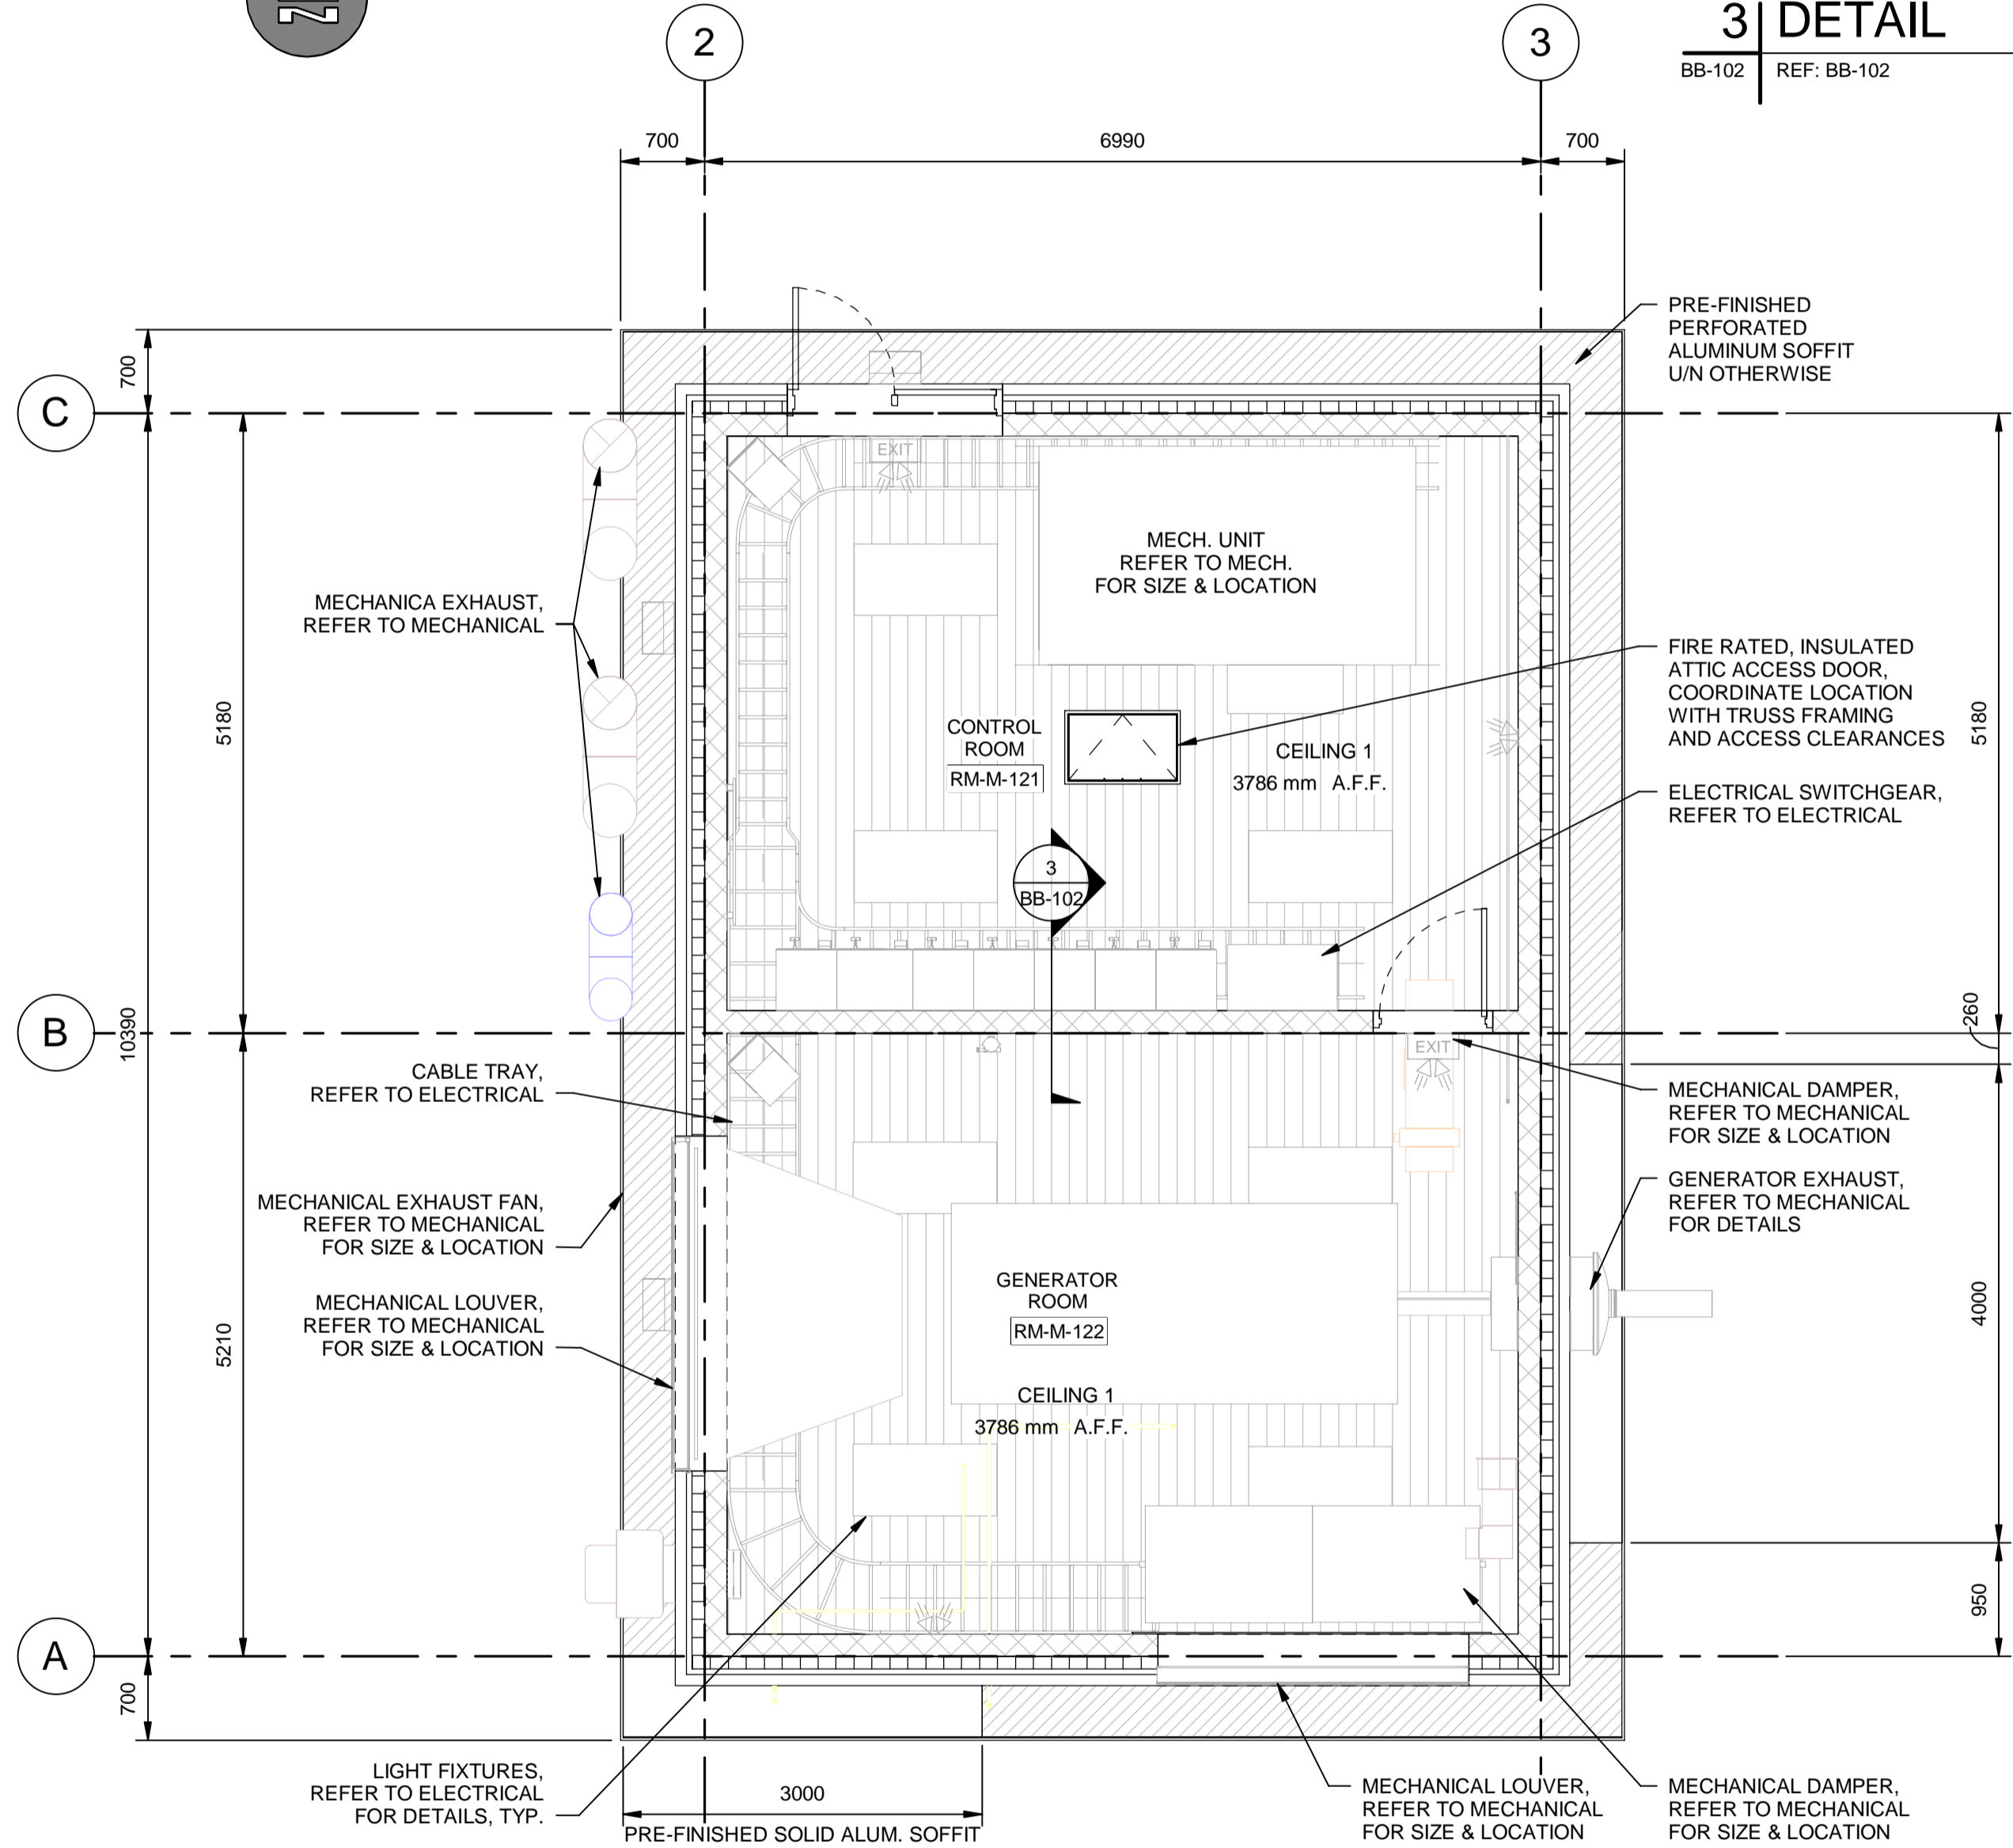 N
2
3
3
DETAIL
BB-102
REF: BB-102
700
6990
700
PRE-FINISHED
PERFORATED
ALUMINUM SOFFIT
U/N OTHERWISE
700
C
EXIT
MECH. UNIT
REFER TO MECH.
FOR SIZE & LOCATION
MECHANICA EXHAUST,
REFER TO MECHANICAL
FIRE RATED, INSULATED
ATTIC ACCESS DOOR,
COORDINATE LOCATION
WITH TRUSS FRAMING
AND ACCESS CLEARANCES
5180
5180
CONTROL
ROOM
RM-M-121
CEILING 1
3786 mm A.F.F.
ELECTRICAL SWITCHGEAR,
REFER TO ELECTRICAL
3
BB-102
B
10390
260
EXIT
CABLE TRAY,
REFER TO ELECTRICAL
MECHANICAL DAMPER,
REFER TO MECHANICAL
FOR SIZE & LOCATION
MECHANICAL EXHAUST FAN,
REFER TO MECHANICAL
FOR SIZE & LOCATION
GENERATOR EXHAUST,
REFER TO MECHANICAL
FOR DETAILS
MECHANICAL LOUVER,
REFER TO MECHANICAL
FOR SIZE & LOCATION
5210
GENERATOR
ROOM
RM-M-122
4000
CEILING 1
3786 mm A.F.F.
950
A
700
LIGHT FIXTURES,
REFER TO ELECTRICAL
FOR DETAILS, TYP.
3000
PRE-FINISHED SOLID ALUM. SOFFIT
MECHANICAL LOUVER,
REFER TO MECHANICAL
FOR SIZE & LOCATION
MECHANICAL DAMPER,
REFER TO MECHANICAL
FOR SIZE & LOCATION